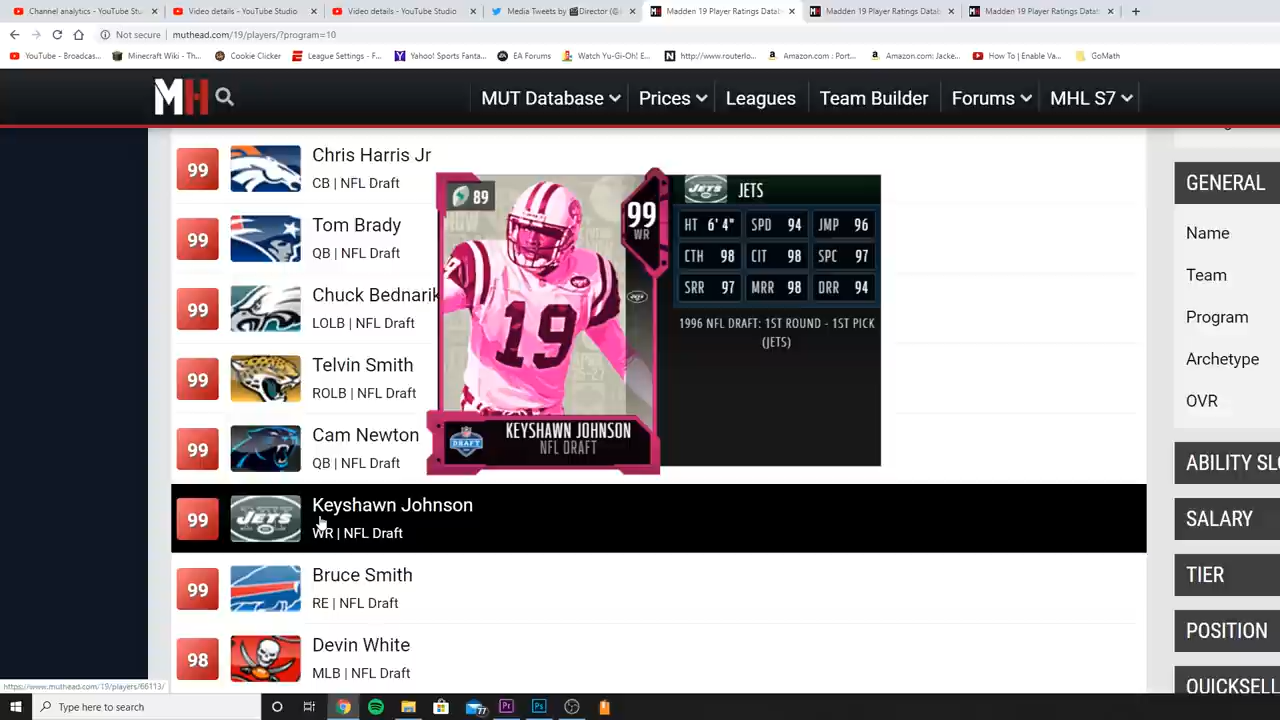 Channel analytics - YouTube Stu
Video details - YouTube Studio
Video details - YouTube Studio
Media Tweets by
Director (@
Madden 19 Player Ratings Datab
Madden 19 Player Ratings Datab
Madden 19 Player Ratings Datab
Not secure | muthead.com/19/players/?program=10
YouTube - Broadcas...
Minecraft Wiki - Th...
Cookie Clicker
League Settings - F...
Yahoo! Sports Fanta...
EA Forums
Watch Yu-Gi-Oh! E...
http://www.routerlo...
Amazon.com : Port...
Amazon.com: Jacke...
How To | Enable Va...
GoMath
MH
MUT Database
Prices
Leagues
Team Builder
Forums
MHL S7
99
Chris Harris Jr
CB | NFL Draft
99
Tom Brady
QB | NFL Draft
99
Chuck Bednarik
LOLB | NFL Draft
99
Telvin Smith
ROLB | NFL Draft
99
Cam Newton
QB | NFL Draft
99
JETS
Keyshawn Johnson
WR | NFL Draft
99
Bruce Smith
RE | NFL Draft
98
Devin White
MLB | NFL Draft
89
99
WR
19
DRAFT
KEYSHAWN JOHNSON
NFL DRAFT
JETS
JETS
HT 6' 4" SPD 94 JMP 96
CTH 98 CIT 98 SPC 97
SRR 97 MRR 98 DRR 94
1996 NFL DRAFT: 1ST ROUND - 1ST PICK
(JETS)
GENERAL
Name
Team
Program
Archetype
OVR
ABILITY SL
SALARY
TIER
POSITION
QUICKSELL
https://www.muthead.com/19/players/66113/
Type here to search
77